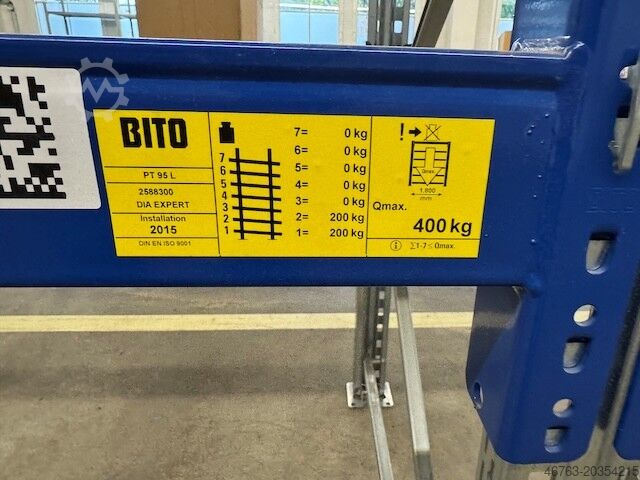 BITO
PT 95 L
2588300
DIA EXPERT
Installation
2015
DIN EN ISO 9001
7
6
5
4
3
2
1
7= 0 kg
6= 0 kg
5= 0 kg
4= 0 kg
3= 0 kg
2= 200 kg
1= 200 kg
! Qmax.
1.800
mm
Qmax.
400 kg
i Σ1-7≤ Qmax.
46763-20354215